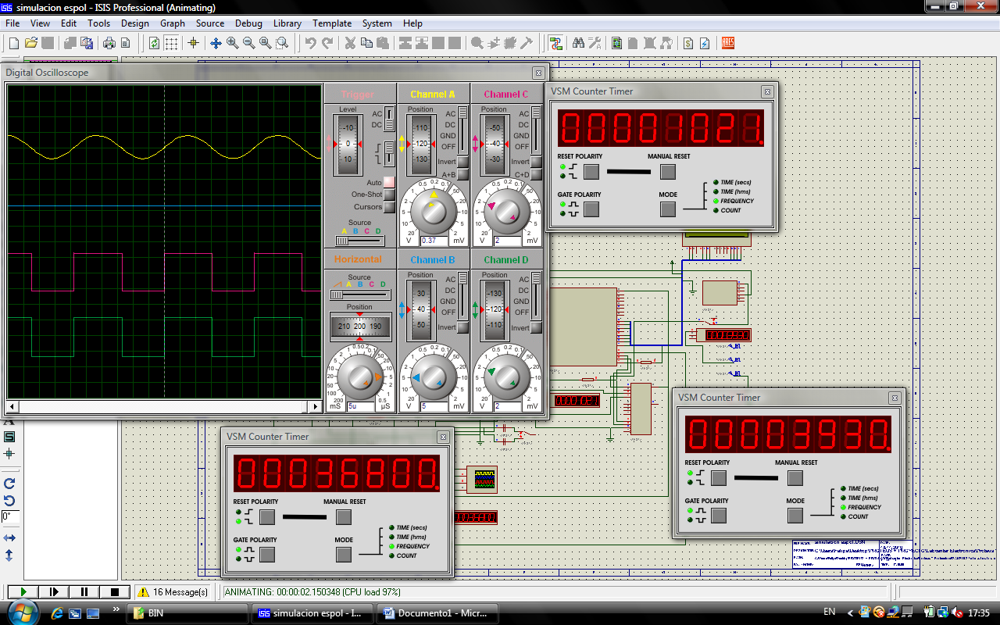 simulacion espol - ISIS Professional (Animating)
File View Edit Tools Design Graph Source Debug Library Template System Help
ARES
Digital Oscilloscope
Trigger
Level
-10
0
10
AC
DC
Auto
One-Shot
Cursors
Source
A B C D
Channel A
Position
110
-120
-130
AC
DC
GND
OFF
Invert
A+B
V 0.37 mV
Channel C
Position
-50
-40
-30
AC
DC
GND
OFF
Invert
C+D
V 2 mV
Horizontal
Source
A B C D
Position
210 200 190
mS 5u µS
Channel B
Position
30
40
50
AC
DC
GND
OFF
Invert
V 5 mV
Channel D
Position
-130
-120
-110
AC
DC
GND
OFF
Invert
V 2 mV
VSM Counter Timer
00001021.
RESET POLARITY MANUAL RESET
GATE POLARITY MODE
TIME (secs)
TIME (hms)
FREQUENCY
COUNT
VSM Counter Timer
00036800.
RESET POLARITY MANUAL RESET
GATE POLARITY MODE
TIME (secs)
TIME (hms)
FREQUENCY
COUNT
VSM Counter Timer
00003930.
RESET POLARITY MANUAL RESET
GATE POLARITY MODE
TIME (secs)
TIME (hms)
FREQUENCY
COUNT
00001021
0°
16 Message(s) ANIMATING: 00:00:02.150348 (CPU load 97%)
BIN simulacion espol - I... Documento1 - Micr... EN 17:35